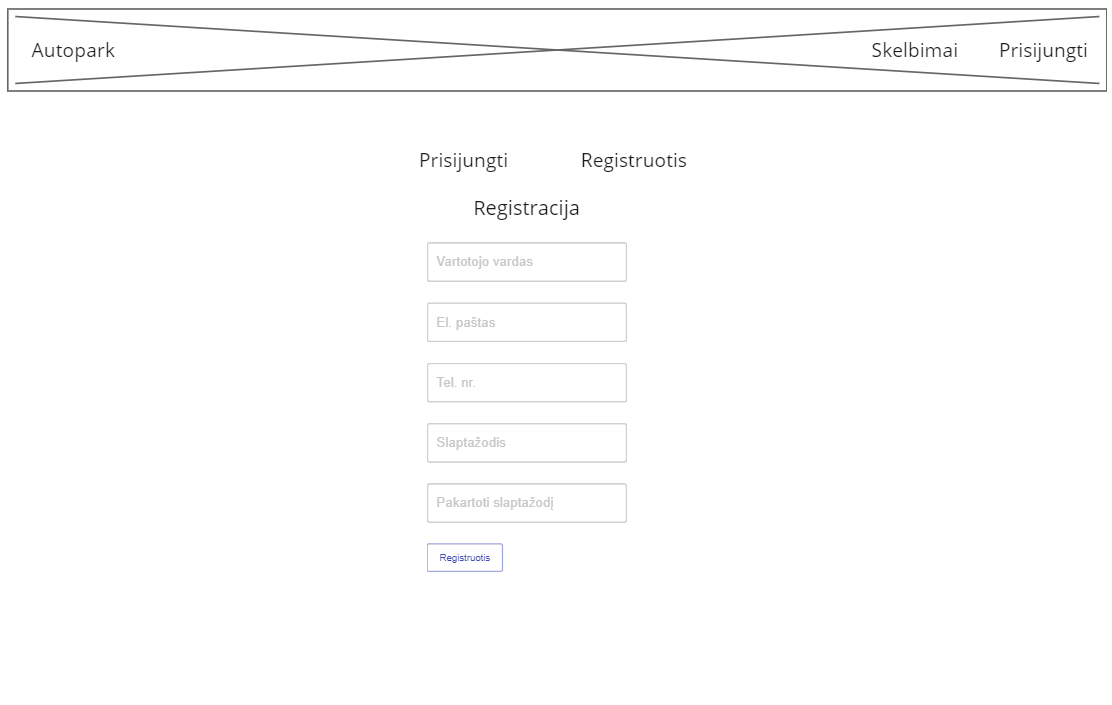 Autopark Skelbimai Prisijungti
Prisijungti Registruotis
Registracija
Vartotojo vardas
El. paštas
Tel. nr.
Slaptažodis
Pakartoti slaptažodį
Registruotis